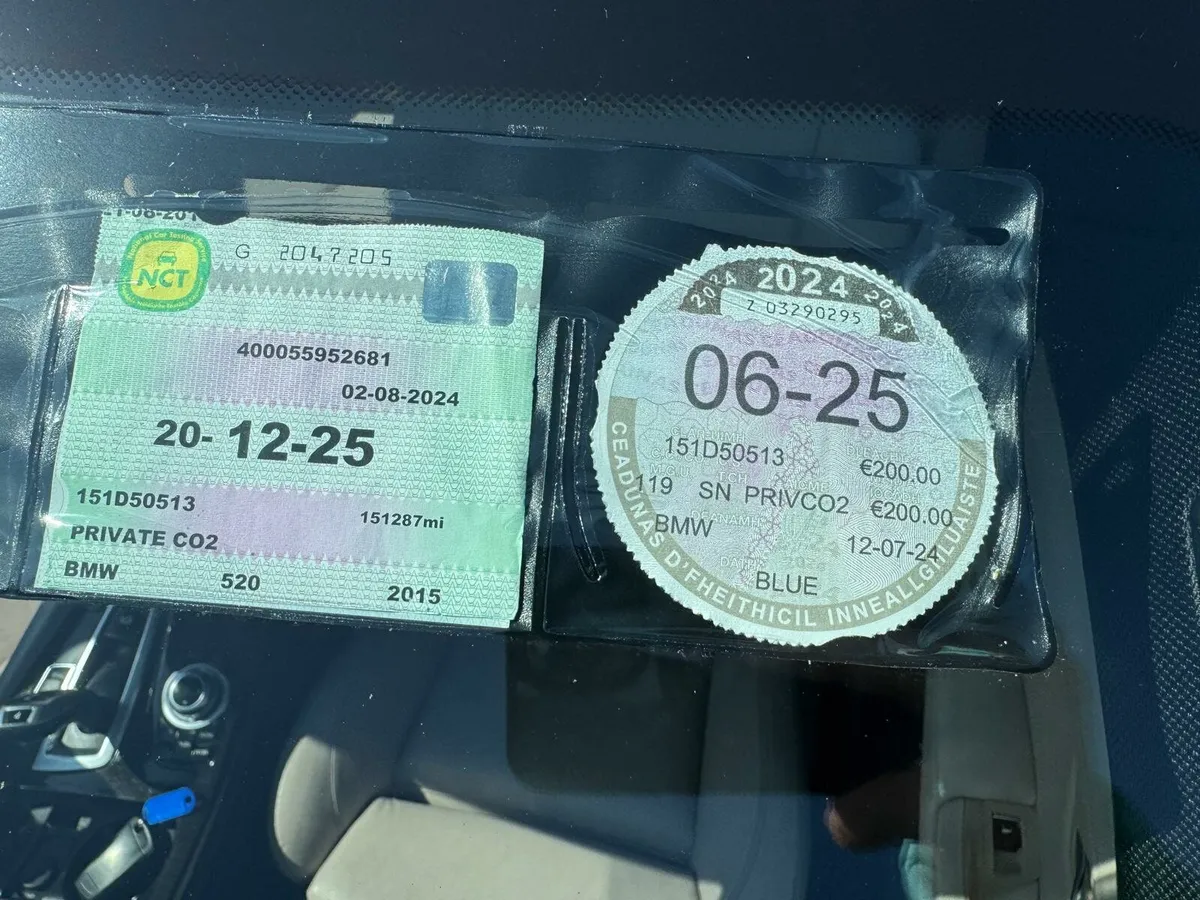 NCT
G 2047205
400055952681
02-08-2024
20-12-25
151D50513
151287mi
PRIVATE CO2
BMW 520 2015
2024 2024 2024
Z 03290295
06-25
151D50513 €200.00
119 SN PRIVCO2 €200.00
BMW 12-07-24
BLUE
CEADÚNAS D'FHEITHICIL INNEALLGHLUAISTE